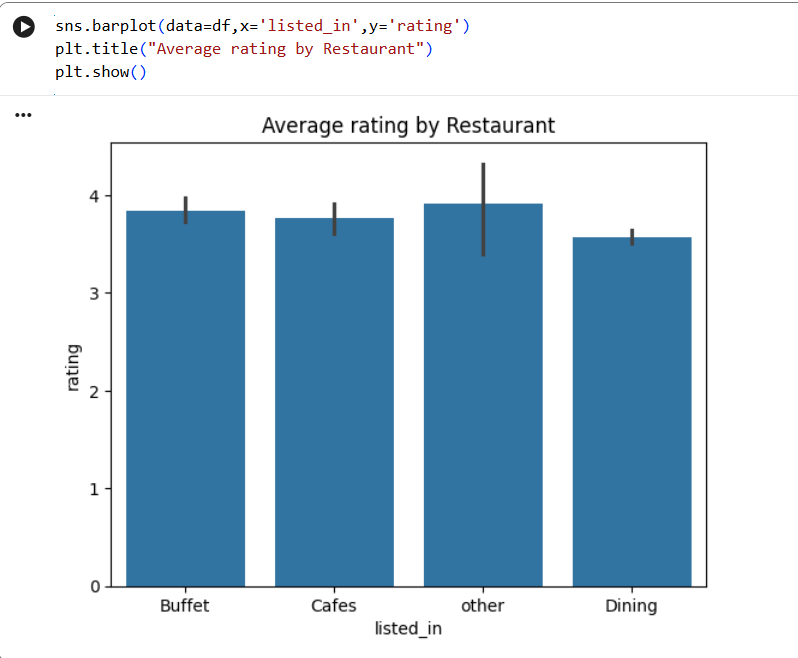 sns.barplot(data=df,x='listed_in',y='rating')
plt.title("Average rating by Restaurant")
plt.show()
Average rating by Restaurant
4
3
2
1
0
rating
Buffet Cafes other Dining
listed_in